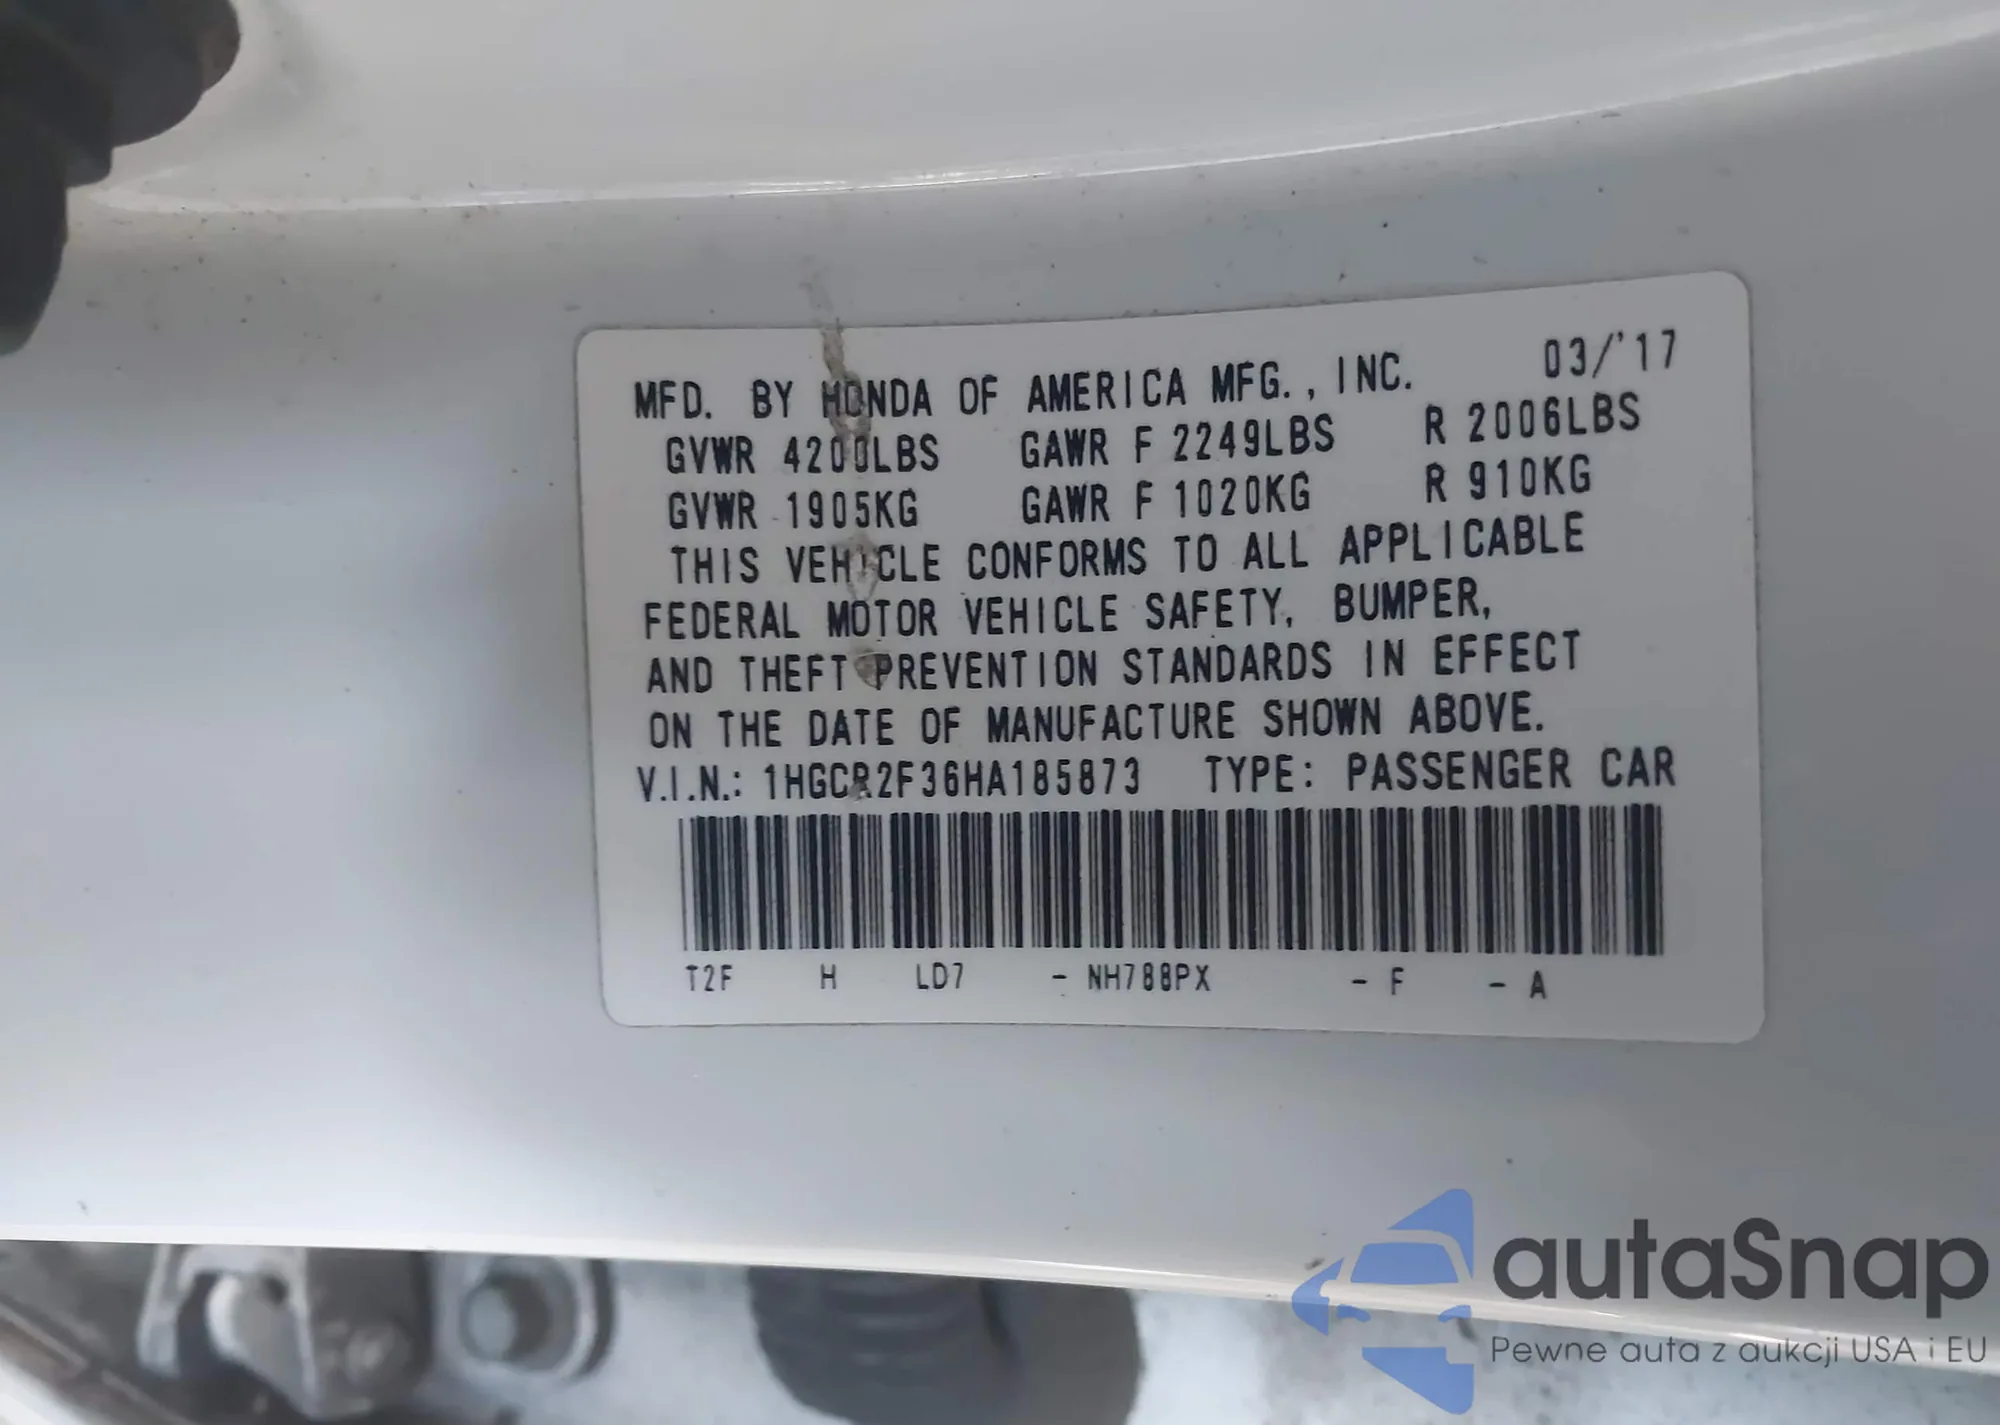 MFD. BY HONDA OF AMERICA MFG., INC. 03/'17
GVWR 4200LBS GAWR F 2249LBS R 2006LBS
GVWR 1905KG GAWR F 1020KG R 910KG
THIS VEHICLE CONFORMS TO ALL APPLICABLE
FEDERAL MOTOR VEHICLE SAFETY, BUMPER,
AND THEFT PREVENTION STANDARDS IN EFFECT
ON THE DATE OF MANUFACTURE SHOWN ABOVE.
V.I.N.: 1HGCR2F36HA185873 TYPE: PASSENGER CAR
T2F H LD7 - NH788PX - F - A
autaSnap
Pewne auta z aukcji USA i EU